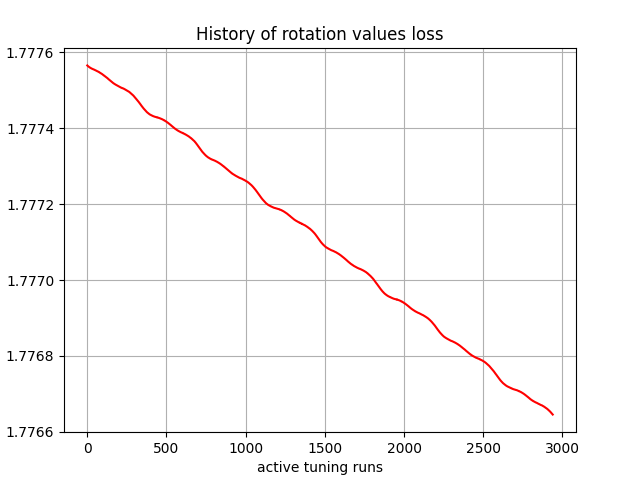 History of rotation values loss
1.7776
1.7774
1.7772
1.7770
1.7768
1.7766
0 500 1000 1500 2000 2500 3000
active tuning runs